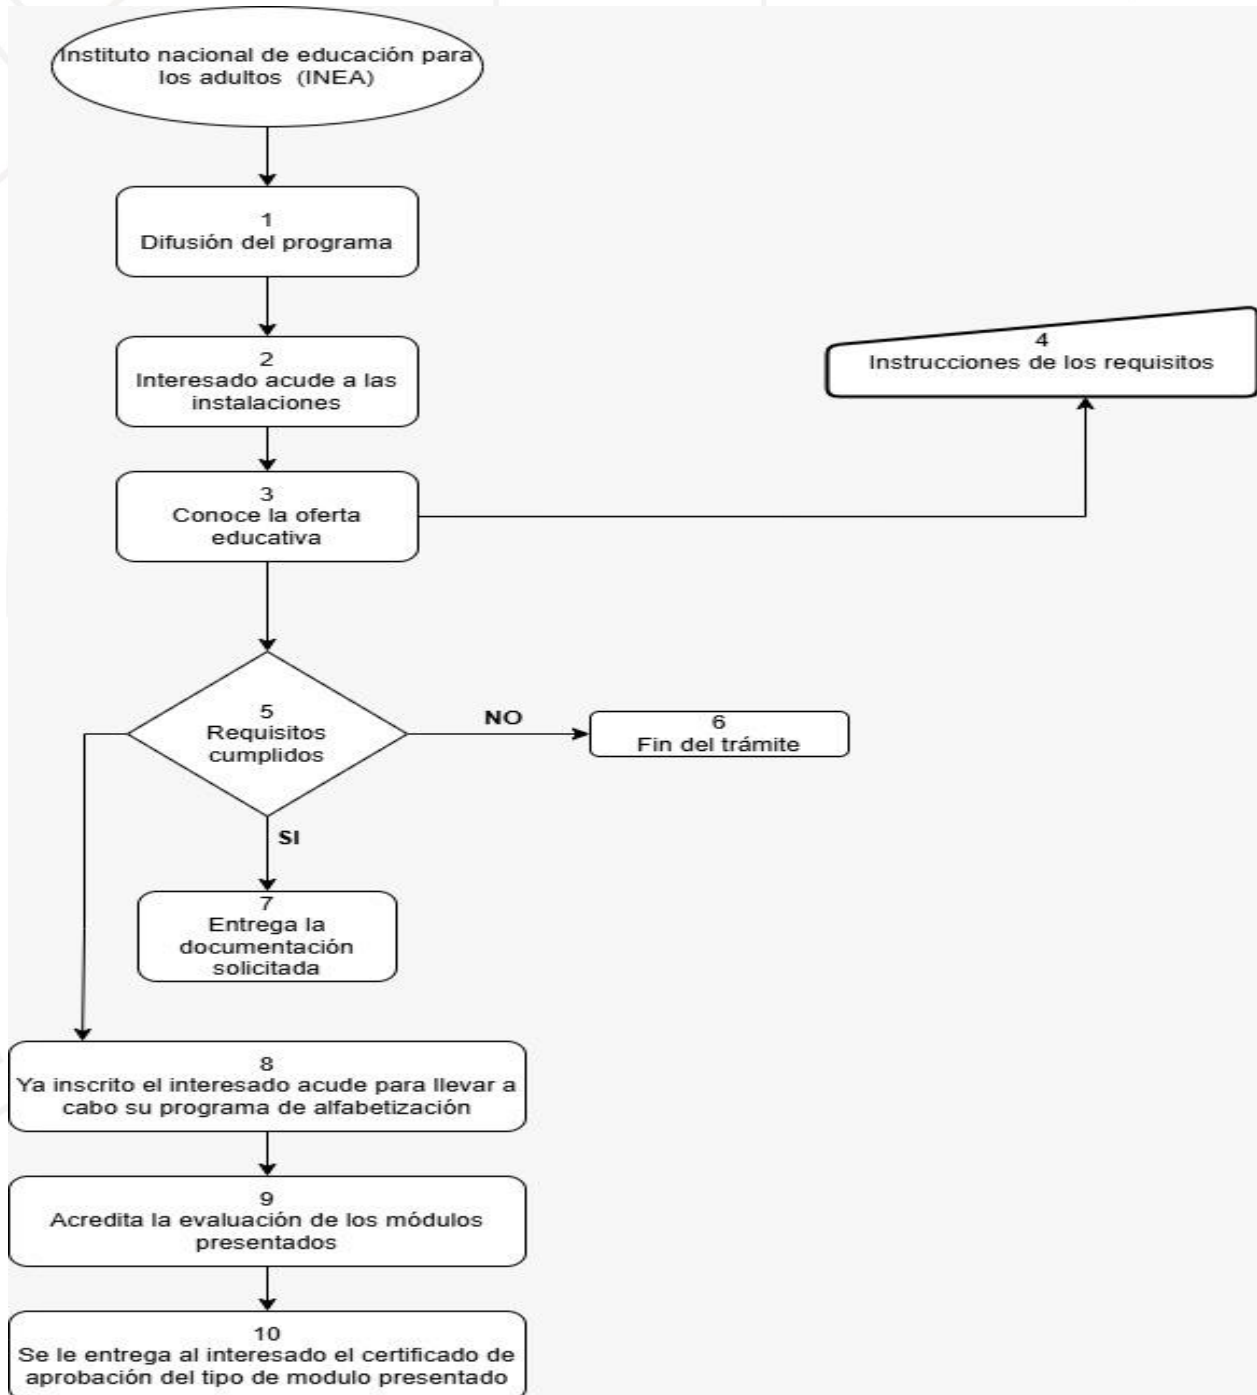 Instituto nacional de educación para
los adultos (INEA)
1
Difusión del programa
2
Interesado acude a las
instalaciones
3
Conoce la oferta
educativa
4
Instrucciones de los requisitos
5
Requisitos
cumplidos
NO
6
Fin del trámite
SI
7
Entrega la
documentación
solicitada
8
Ya inscrito el interesado acude para llevar a
cabo su programa de alfabetización
9
Acredita la evaluación de los módulos
presentados
10
Se le entrega al interesado el certificado de
aprobación del tipo de modulo presentado